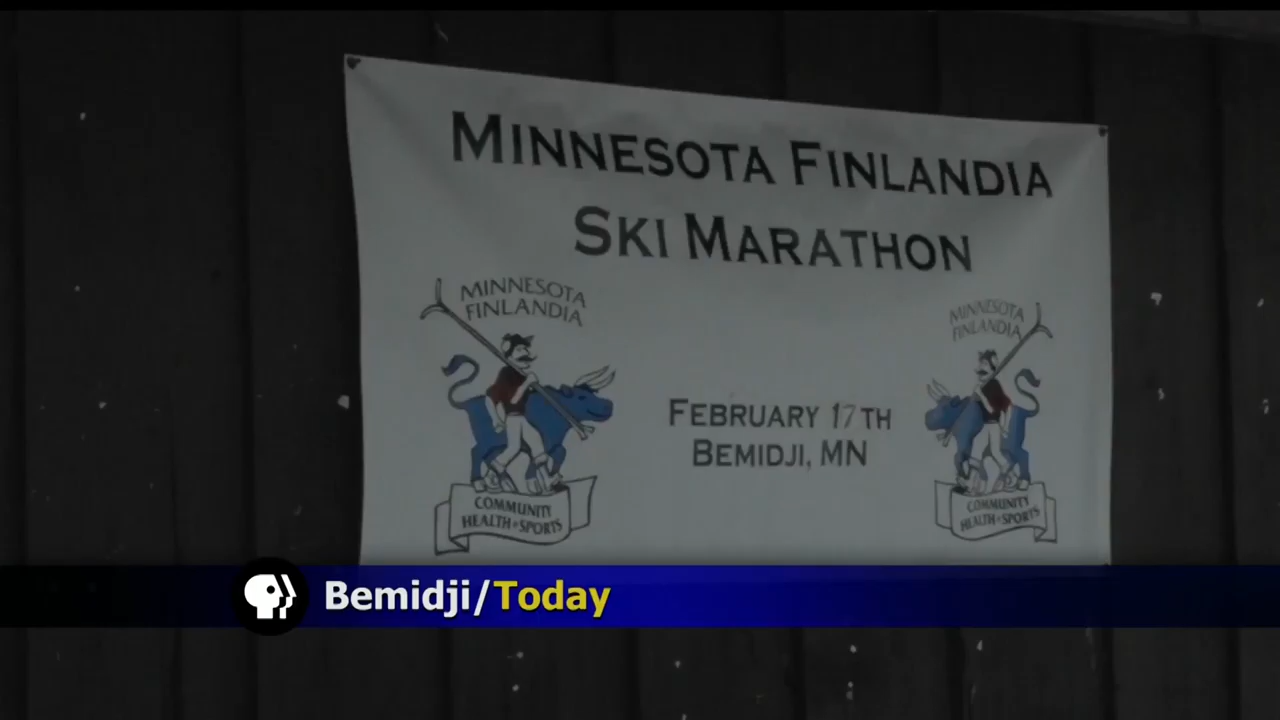 MINNESOTA FINLANDIA
SKI MARATHON
MINNESOTA
FINLANDIA
MINNESOTA
FINLANDIA
FEBRUARY 17TH
BEMIDJI, MN
COMMUNITY
HEALTH & SPORTS
COMMUNITY
HEALTH & SPORTS
Bemidji/Today